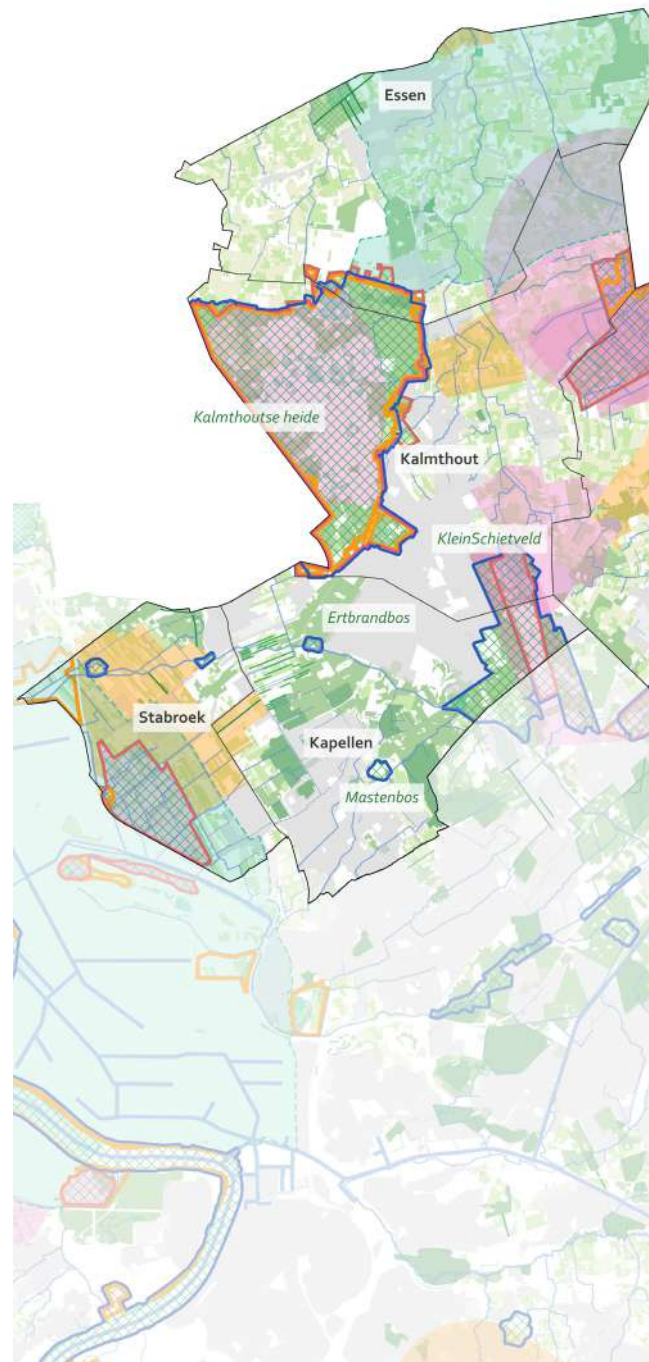 Essen
Kalmthoutse heide
Kalmthout
KleinSchietveld
Ertbrandbos
Stabroek
Kapellen
Mastenbos